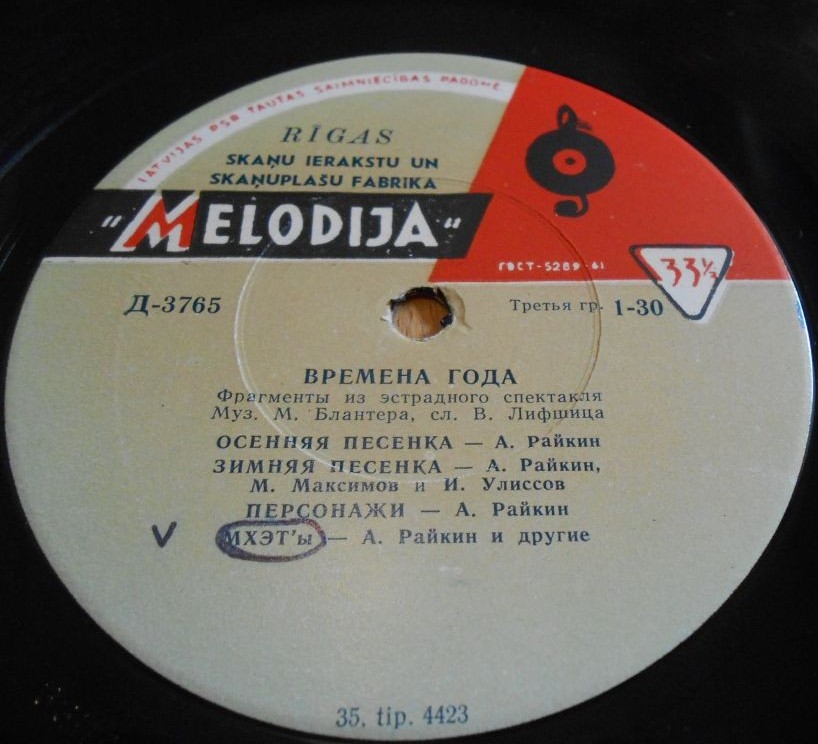 LATVIJAS PSR TAUTAS SAIMNIECĪBAS PADOME
RĪGAS
SKAŅU IERAKSTU UN
SKAŅUPLAŠU FABRIKA
"MELODIJA"
ГОСТ-5289-61
33⅓
Д-3765
Третья гр. 1-30
ВРЕМЕНА ГОДА
Фрагменты из эстрадного спектакля
Муз. М. Блантера, сл. В. Лифшица
ОСЕННЯЯ ПЕСЕНКА — А. Райкин
ЗИМНЯЯ ПЕСЕНКА — А. Райкин,
М. Максимов и И. Улиссов
ПЕРСОНАЖИ — А. Райкин
V МХЭТ'ы — А. Райкин и другие
35. tip. 4423